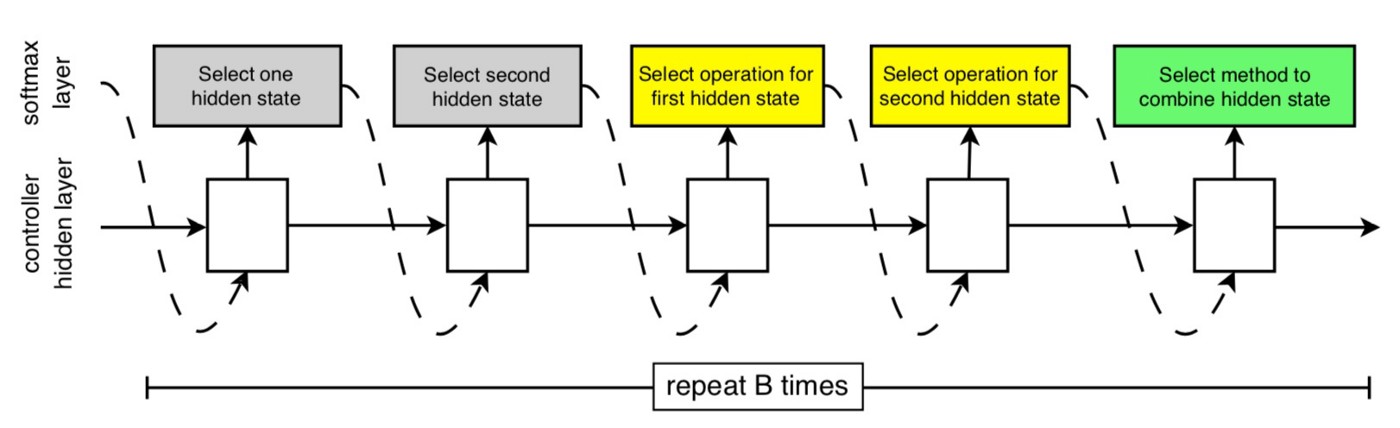 softmax
layer
Select one
hidden state
Select second
hidden state
Select operation for
first hidden state
Select operation for
second hidden state
Select method to
combine hidden state
controller
hidden layer
repeat B times